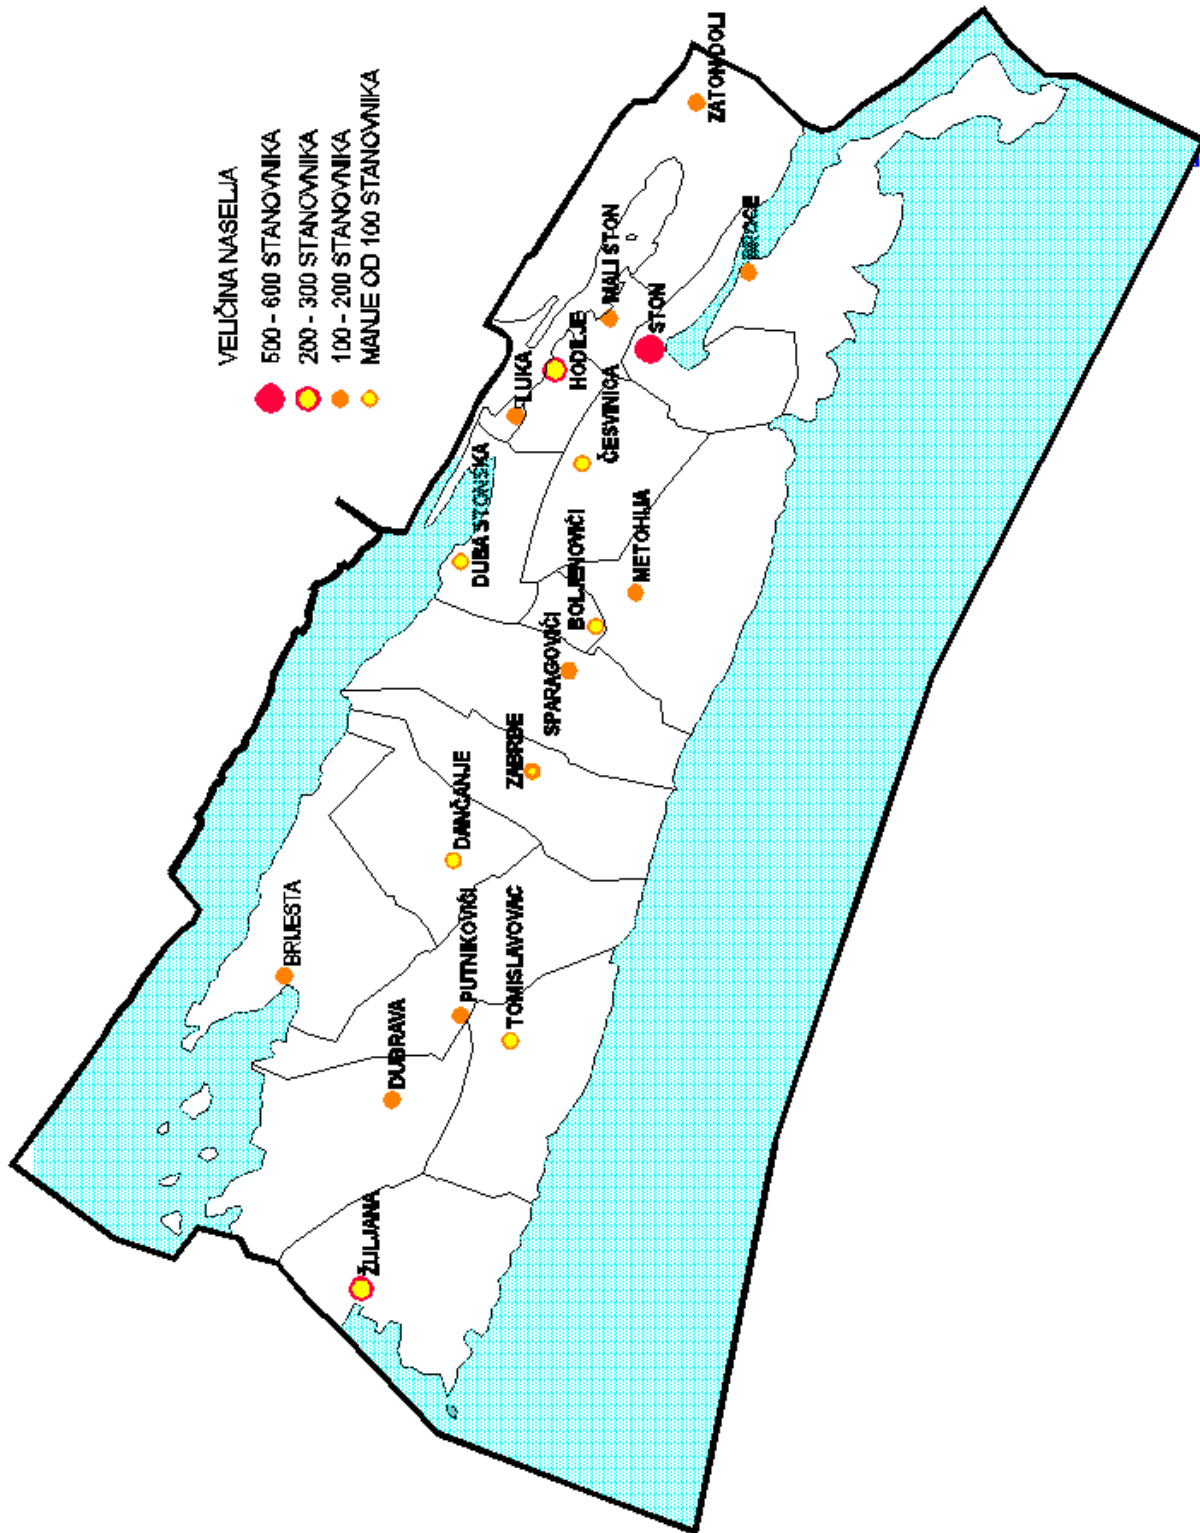 VELIČINA NASELJA
500 - 600 STANOVNIKA
200 - 300 STANOVNIKA
100 - 200 STANOVNIKA
MANJE OD 100 STANOVNIKA
ŽULJANA
DUBRAVA
BRIJESTA
PUTNIKOVIĆI
TOMISLAVOVAC
DANČANJE
ZABRĐE
SPARAGOVIĆI
BOLJENOVIĆI
METOHIJA
DUBA STONSKA
ČESVINICA
LUKA
HODILJE
MALI STON
STON
BROCE
ZATON DOLI